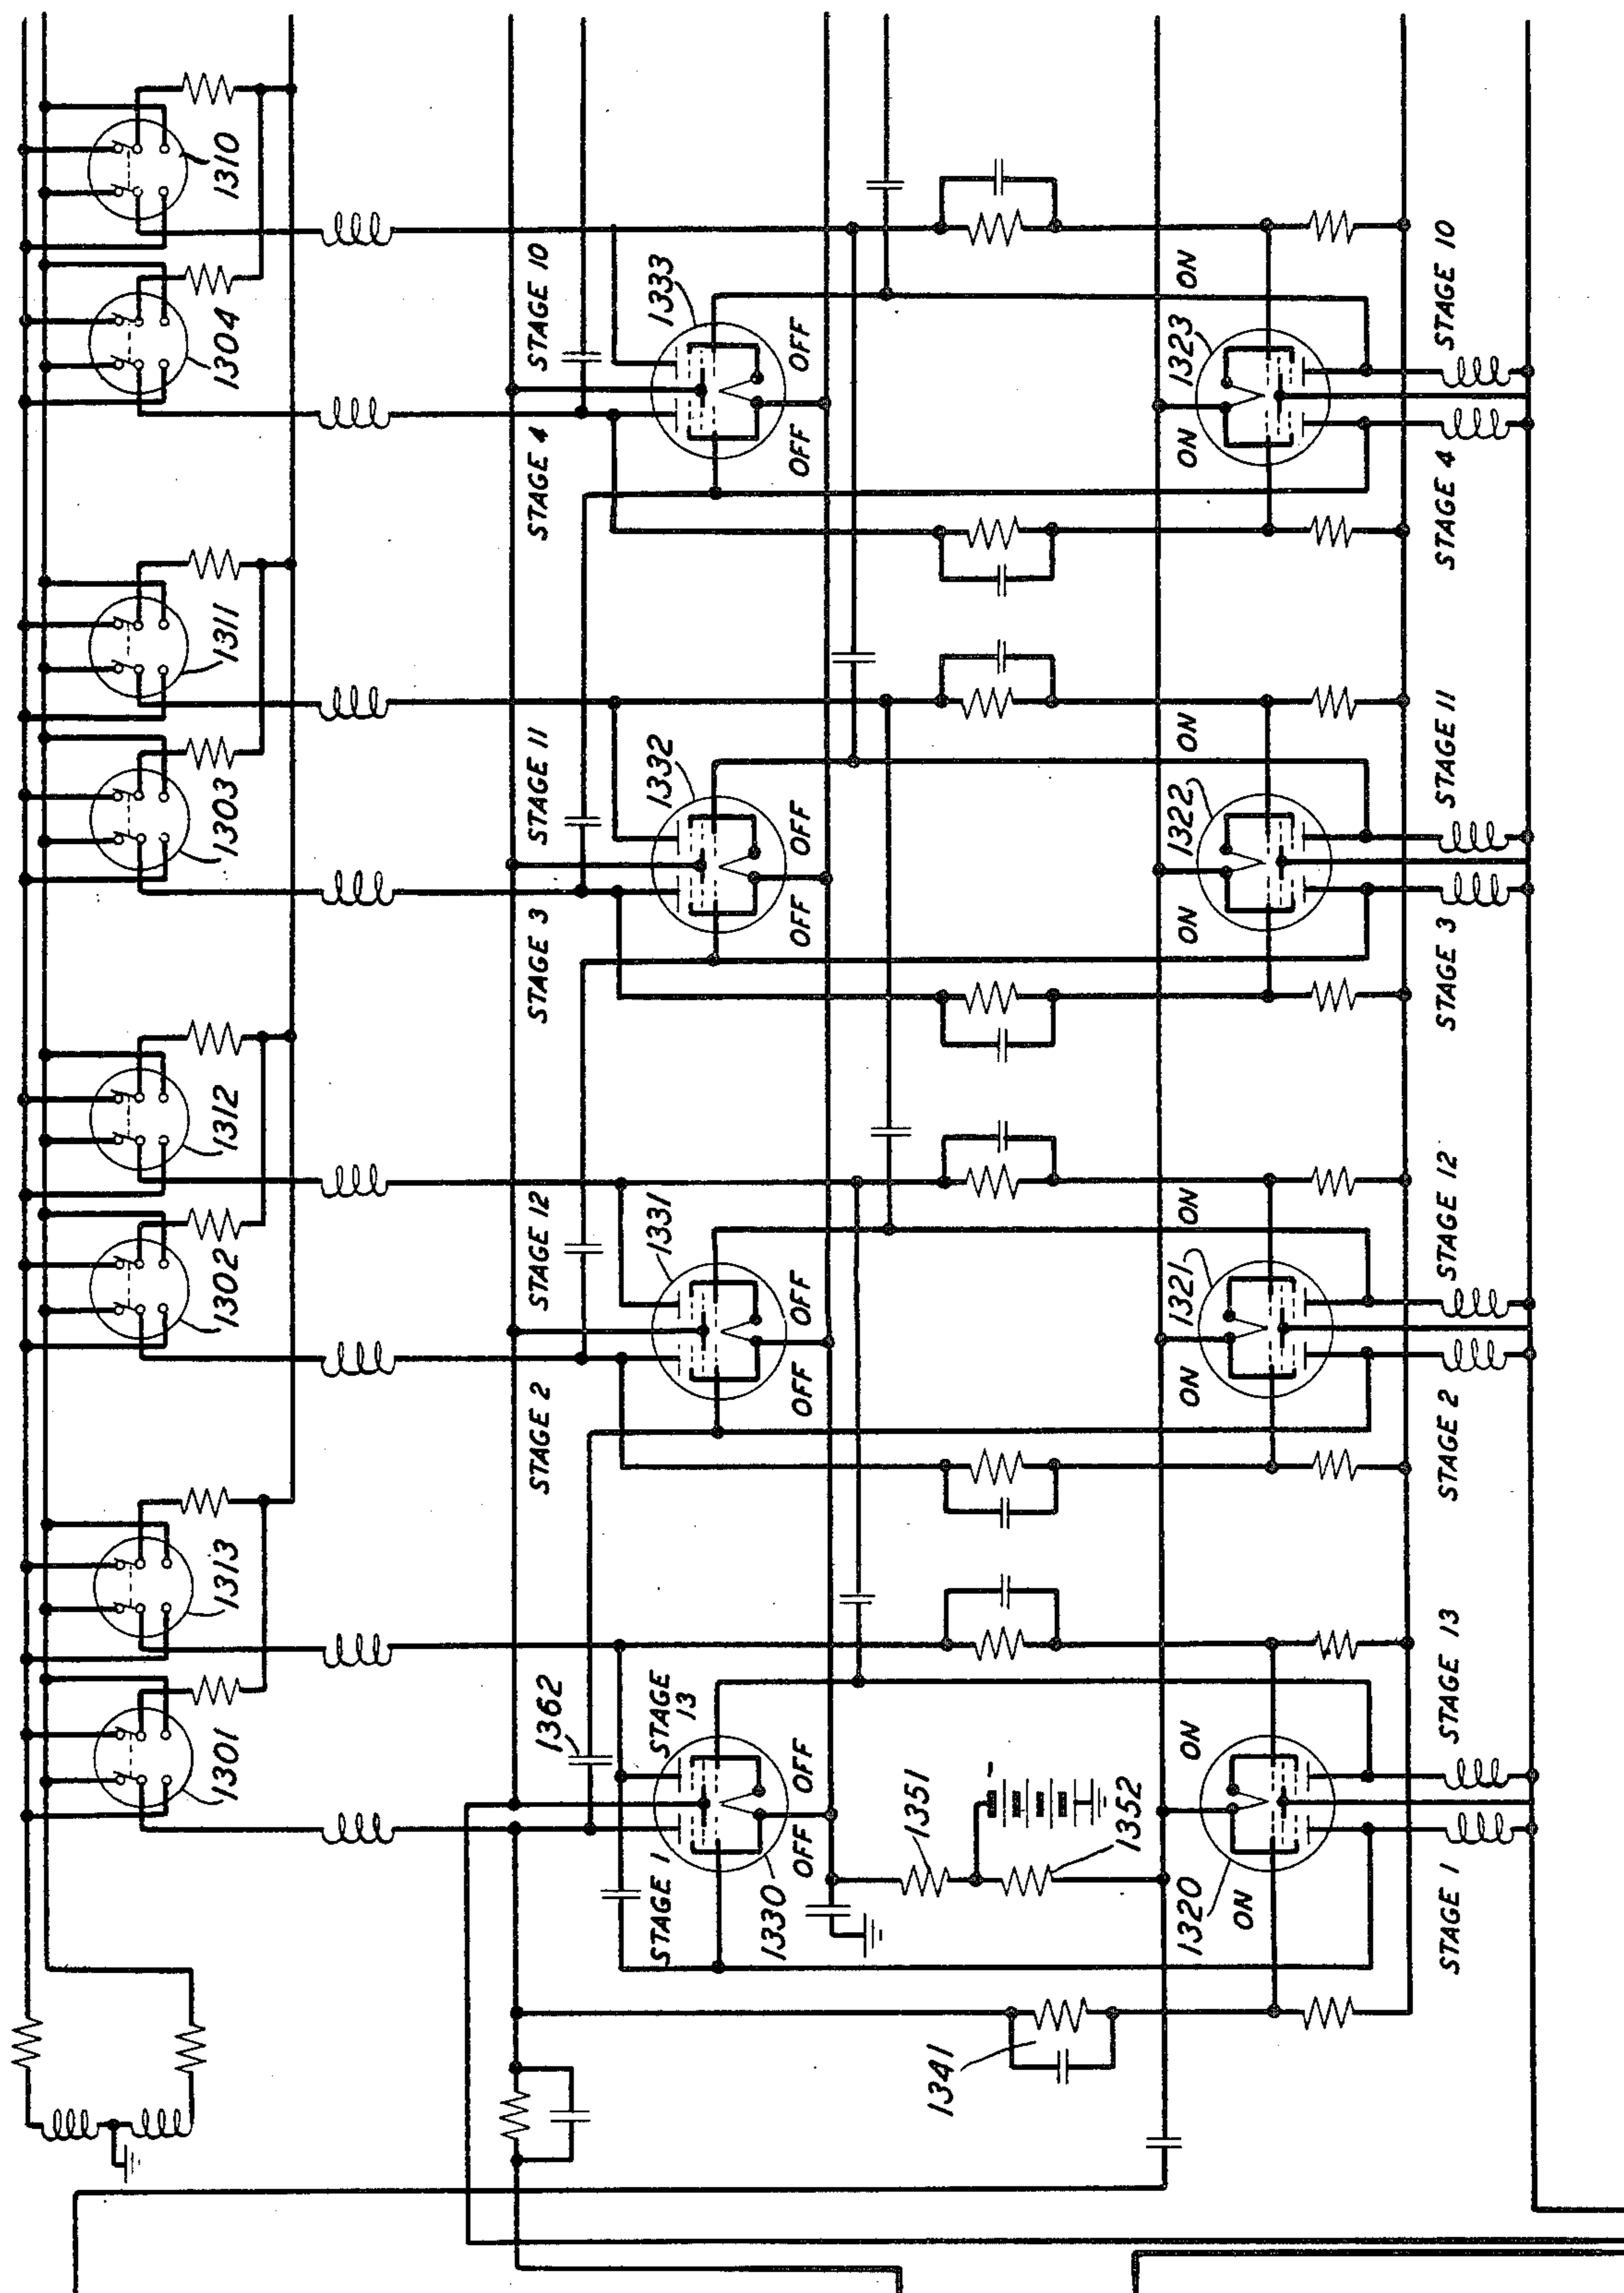 1301
1313
1302
1312
1303
1311
1304
1310
1362
STAGE 1
STAGE
13
STAGE 2
STAGE 12
STAGE 3
STAGE 11
STAGE 4
STAGE 10
1330
1331
1332
1333
OFF
OFF
OFF
OFF
OFF
OFF
OFF
OFF
1351
-
1352
1341
1320
1321
1322
1323
ON
ON
ON
ON
ON
ON
ON
ON
STAGE 1
STAGE 13
STAGE 2
STAGE 12
STAGE 3
STAGE 11
STAGE 4
STAGE 10